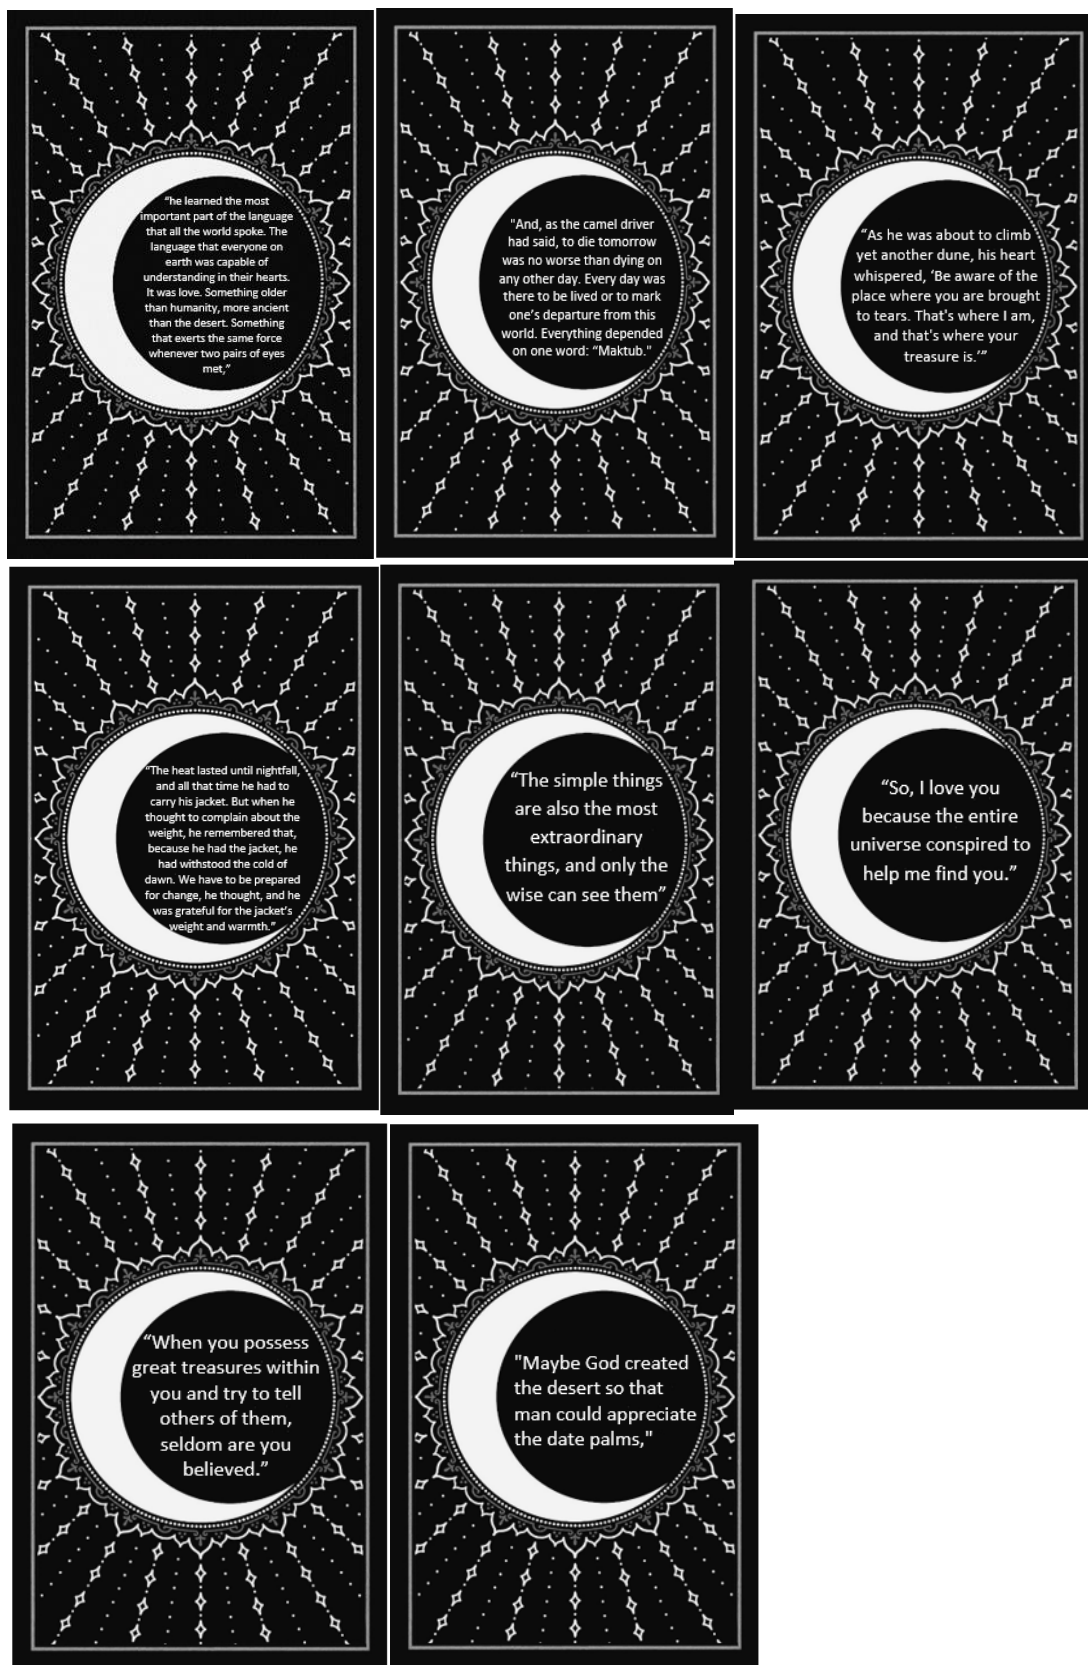 “he learned the most
important part of the language
that all the world spoke. The
language that everyone on
earth was capable of
understanding in their hearts.
It was love. Something older
than humanity, more ancient
than the desert. Something
that exerts the same force
whenever two pairs of eyes
met,”
"And, as the camel driver
had said, to die tomorrow
was no worse than dying on
any other day. Every day was
there to be lived or to mark
one’s departure from this
world. Everything depended
on one word: “Maktub."
“As he was about to climb
yet another dune, his heart
whispered, ‘Be aware of the
place where you are brought
to tears. That's where I am,
and that's where your
treasure is.’”
“The heat lasted until nightfall,
and all that time he had to
carry his jacket. But when he
thought to complain about the
weight, he remembered that,
because he had the jacket, he
had withstood the cold of
dawn. We have to be prepared
for change, he thought, and he
was grateful for the jacket’s
weight and warmth.”
“The simple things
are also the most
extraordinary
things, and only the
wise can see them”
“So, I love you
because the entire
universe conspired to
help me find you.”
“When you possess
great treasures within
you and try to tell
others of them,
seldom are you
believed.”
"Maybe God created
the desert so that
man could appreciate
the date palms,"